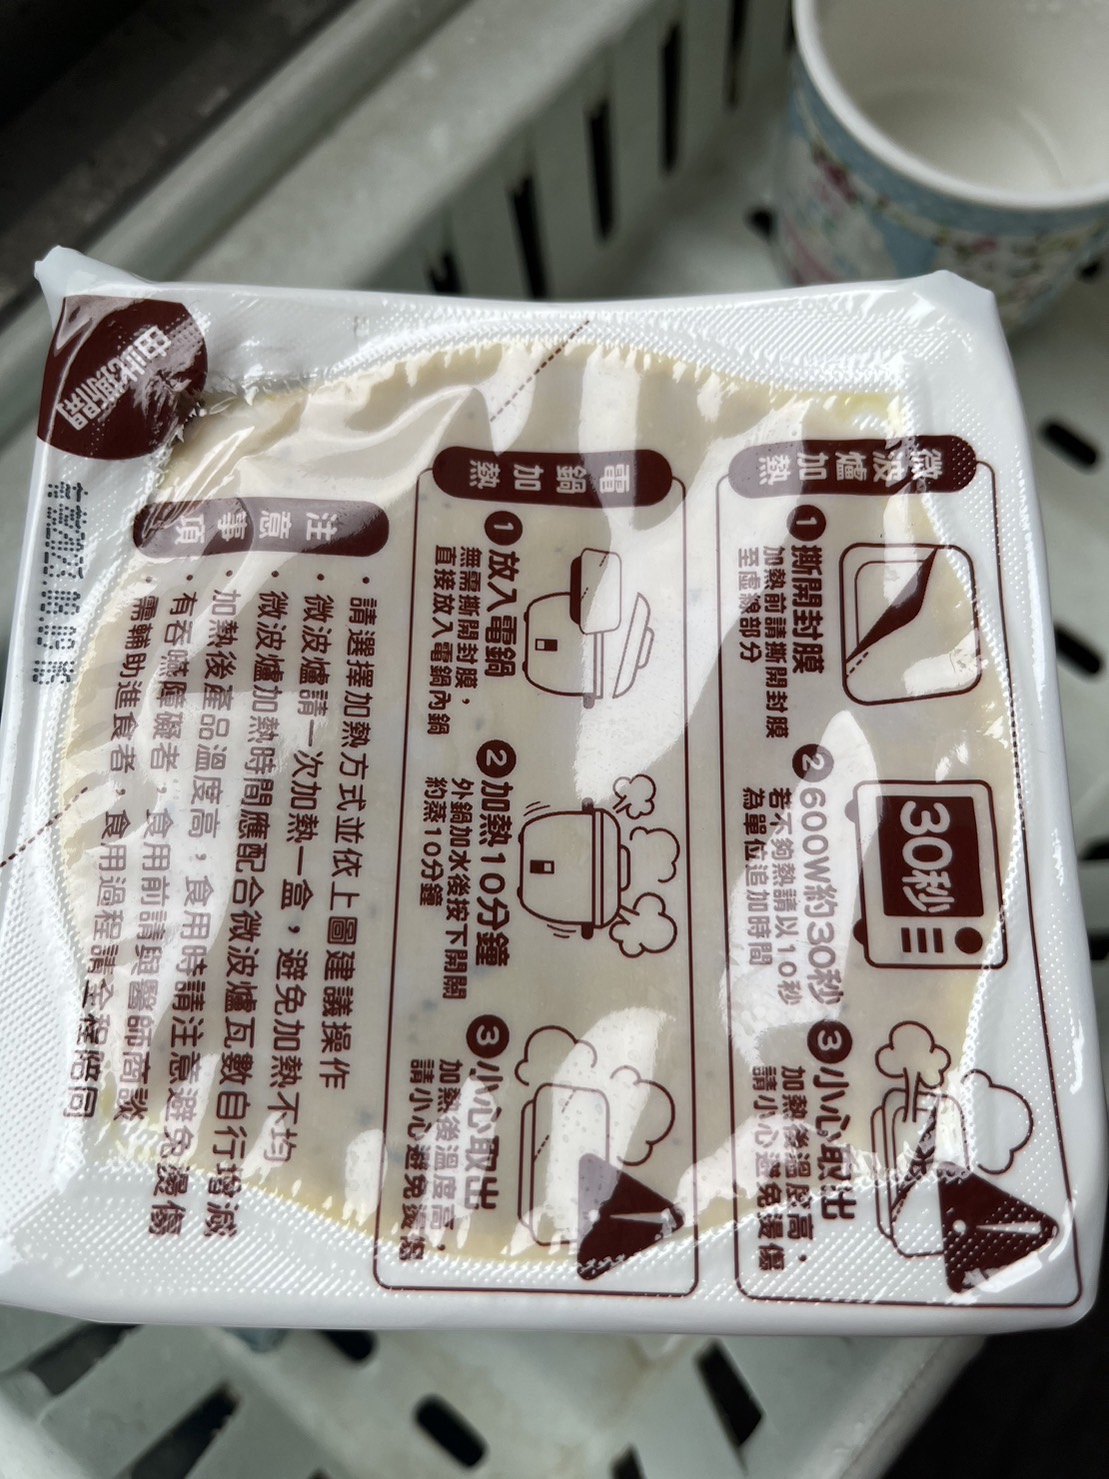 由此撕開
微波爐加熱
1 撕開封膜
加熱前請撕開封膜
至虛線部分
30秒
2 600W約30秒
若不夠熱請以10秒
為單位追加時間
3 小心取出
加熱後溫度高，
請小心避免燙傷
電鍋加熱
1 放入電鍋
無需撕開封膜，
直接放入電鍋內鍋
2 加熱10分鐘
外鍋加水後按下開關
約蒸10分鐘
3 小心取出
加熱後溫度高，
請小心避免燙傷
注意事項
・請選擇加熱方式並依上圖建議操作
・微波爐請一次加熱一盒，避免加熱不均
・微波爐加熱時間應配合微波爐瓦數自行增減
・加熱後產品溫度高，食用時請注意避免燙傷
・有吞嚥障礙者，食用前請與醫師商談
・需輔助進食者，食用過程請全程陪同